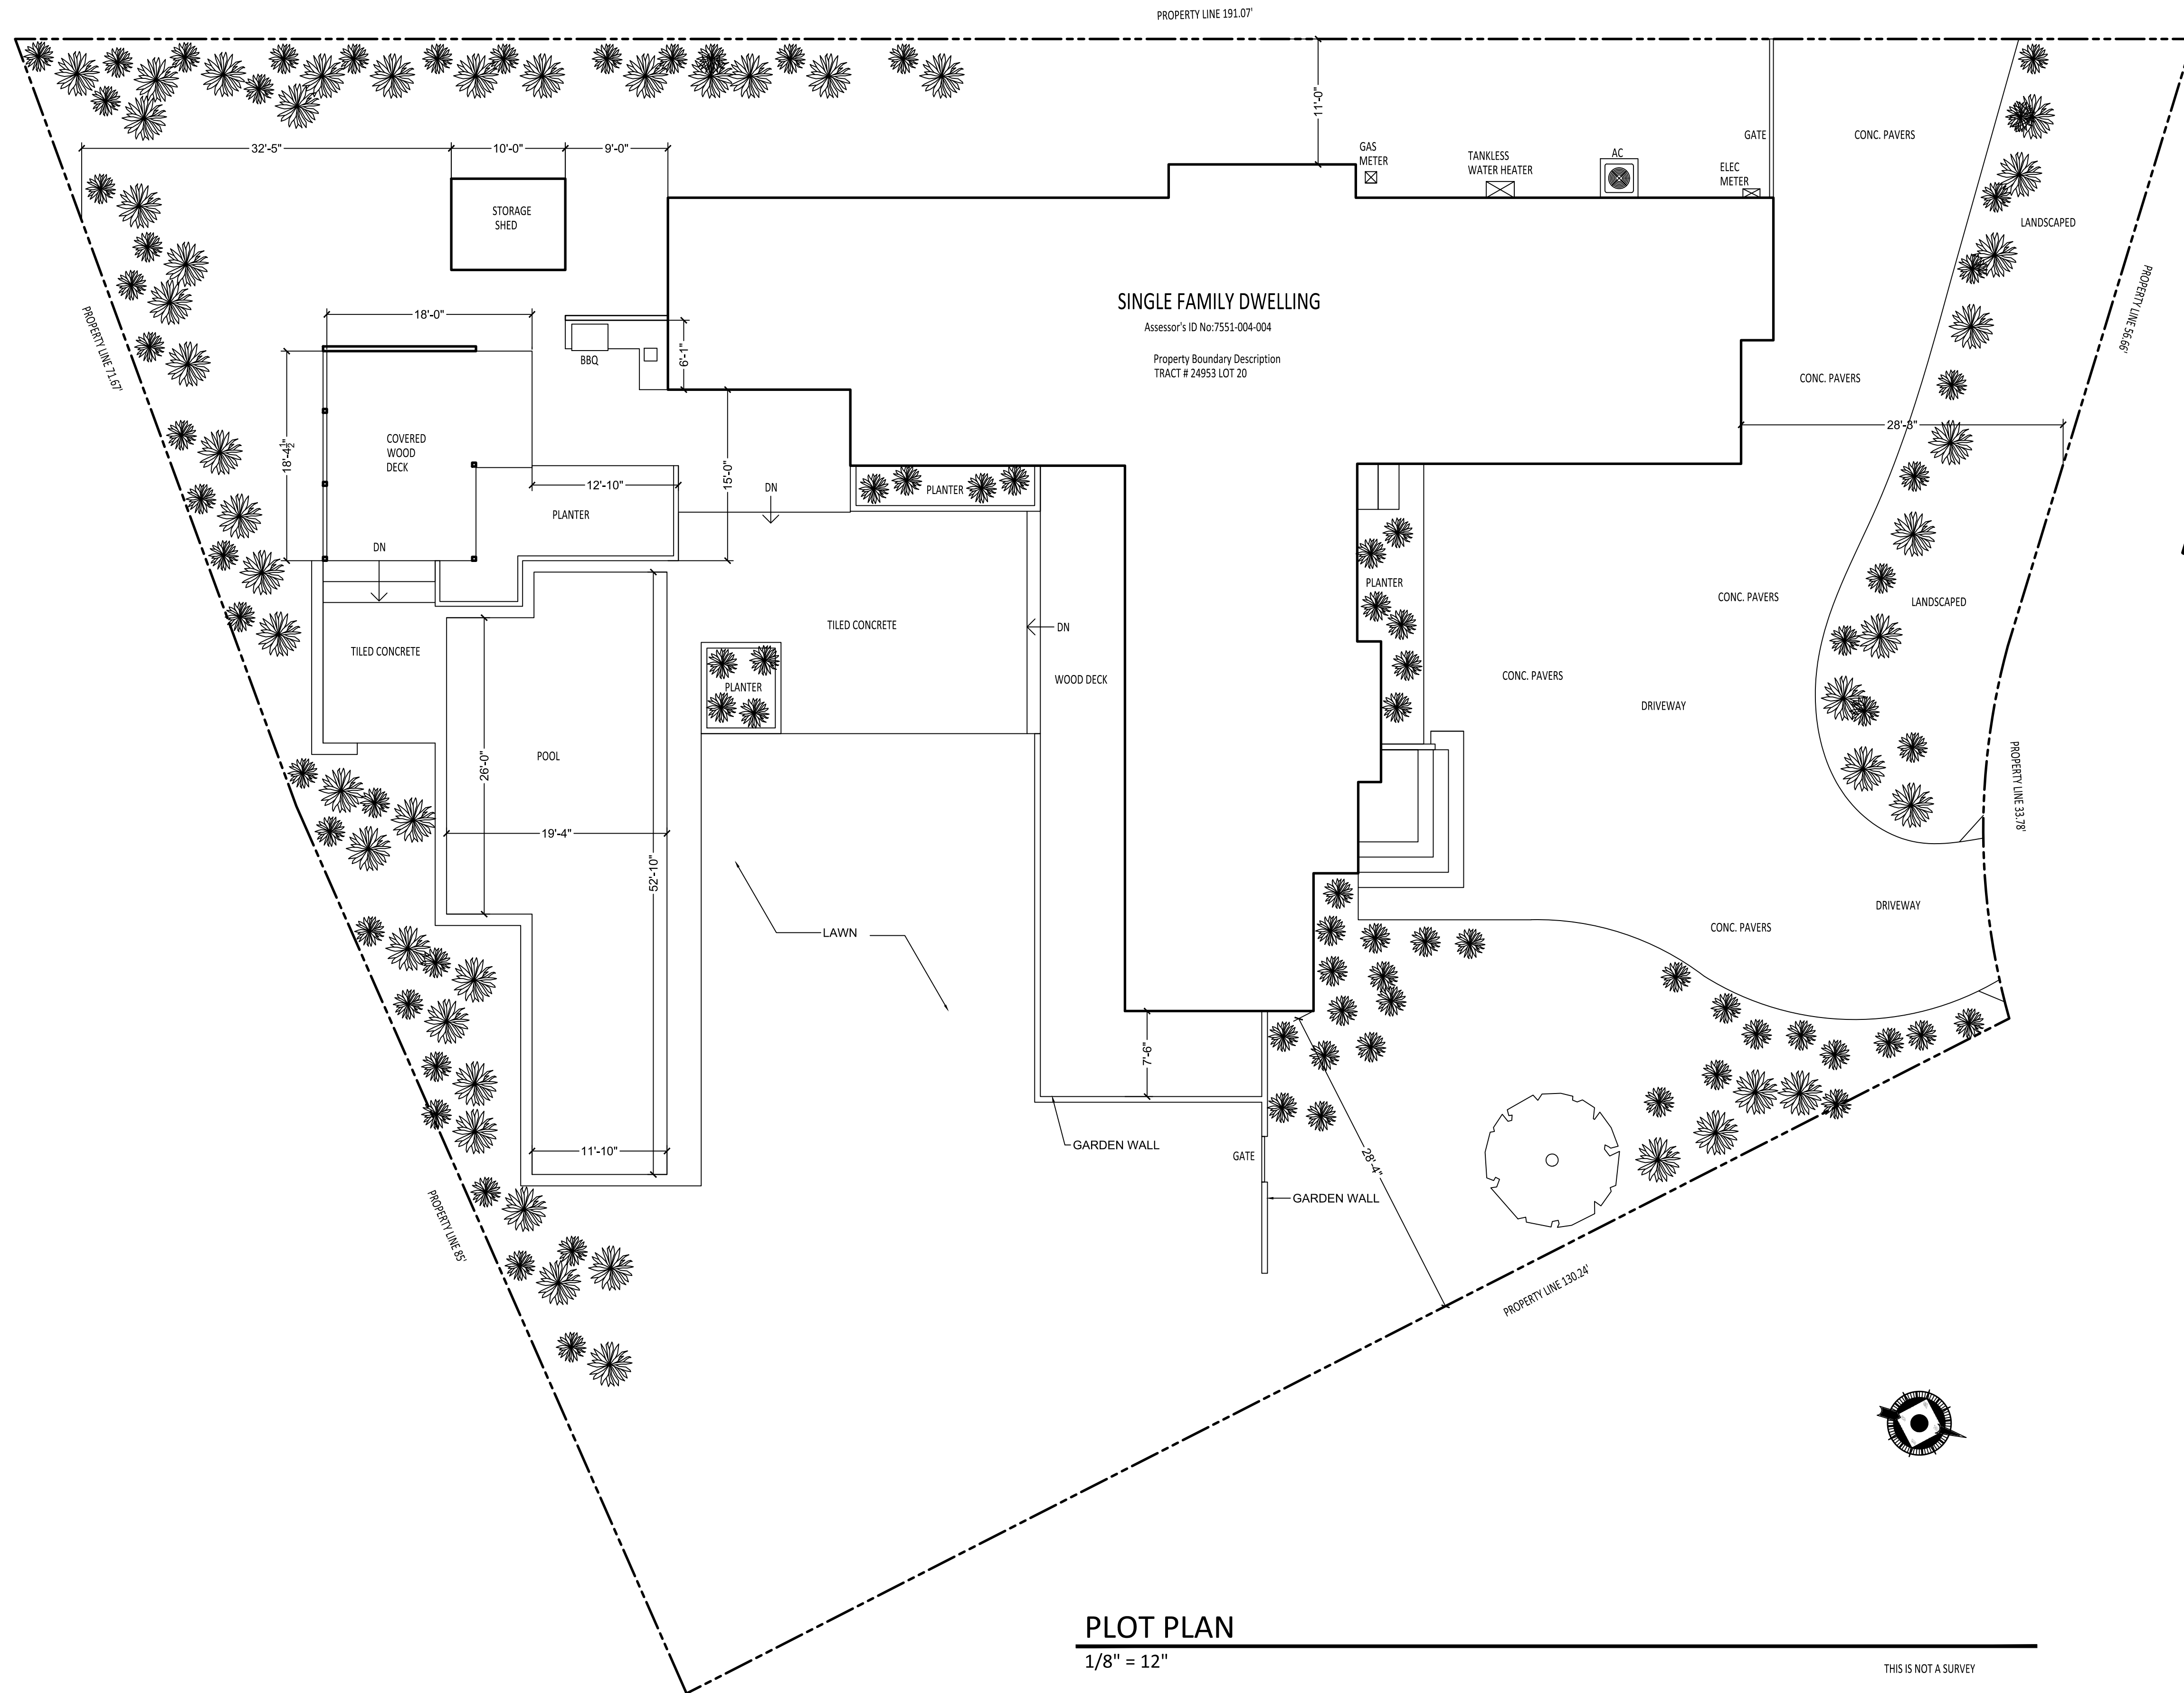 PROPERTY LINE 191.07'
11'-0"
GAS
METER
TANKLESS
WATER HEATER
AC
ELEC
METER
GATE
CONC. PAVERS
LANDSCAPED
32'-5"
10'-0"
9'-0"
STORAGE
SHED
PROPERTY LINE 71.67'
18'-0"
BBQ
6'-1"
SINGLE FAMILY DWELLING
Assessor's ID No:7551-004-004
Property Boundary Description
TRACT # 24953 LOT 20
PROPERTY LINE 56.66'
CONC. PAVERS
28'-3"
18'-4½"
COVERED
WOOD
DECK
15'-0"
12'-10"
PLANTER
DN
PLANTER
DN
PLANTER
CONC. PAVERS
LANDSCAPED
TILED CONCRETE
TILED CONCRETE
DN
WOOD DECK
PLANTER
CONC. PAVERS
DRIVEWAY
POOL
26'-0"
19'-4"
52'-10"
PROPERTY LINE 33.78'
LAWN
DRIVEWAY
CONC. PAVERS
7'-6"
11'-10"
GARDEN WALL
GATE
28'-4"
GARDEN WALL
PROPERTY LINE 85'
PROPERTY LINE 130.24'
PLOT PLAN
1/8" = 12"
THIS IS NOT A SURVEY